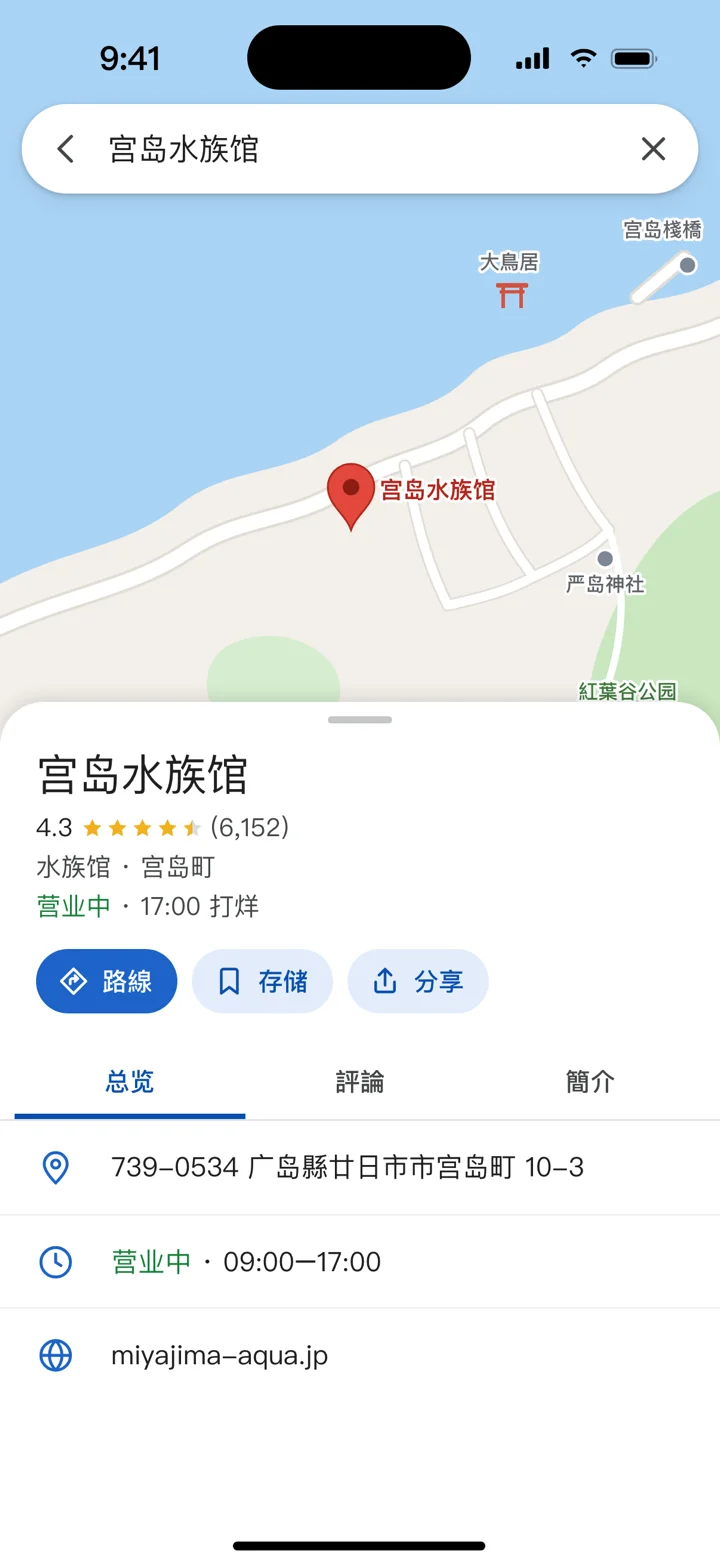 9:41
宫岛水族馆
宫岛棧橋
大鳥居
宫岛水族馆
严岛神社
紅葉谷公园
宫岛水族馆
4.3 (6,152)
水族馆 · 宫岛町
营业中 · 17:00 打烊
路線
存储
分享
总览
評論
簡介
739-0534 广岛縣廿日市市宫岛町 10-3
营业中 · 09:00—17:00
miyajima-aqua.jp